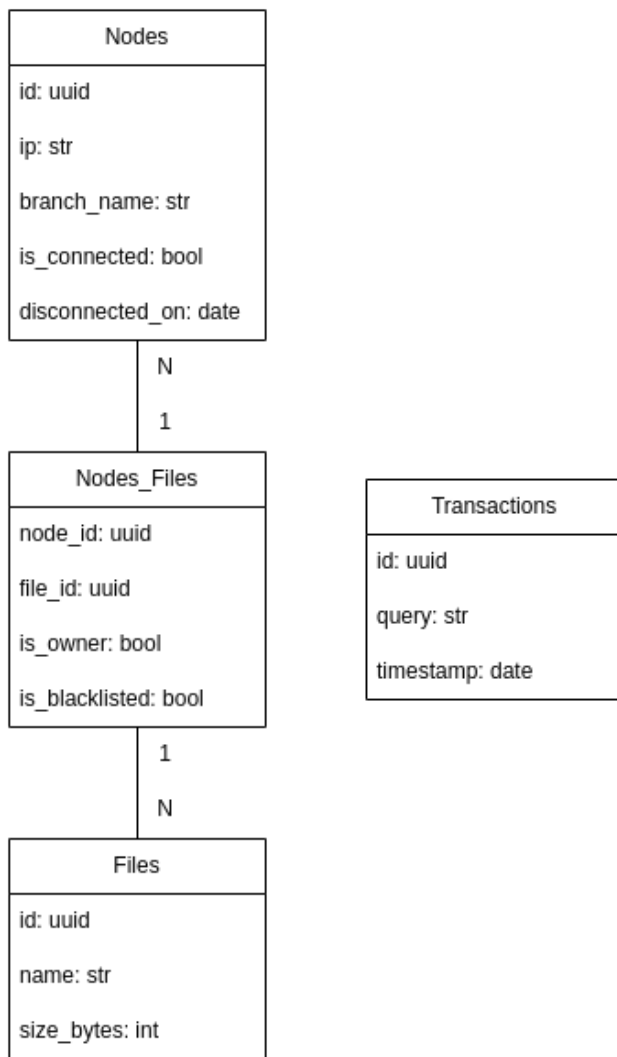 Nodes
id: uuid
ip: str
branch_name: str
is_connected: bool
disconnected_on: date
N
1
Nodes_Files
node_id: uuid
file_id: uuid
is_owner: bool
is_blacklisted: bool
1
N
Files
id: uuid
name: str
size_bytes: int
Transactions
id: uuid
query: str
timestamp: date